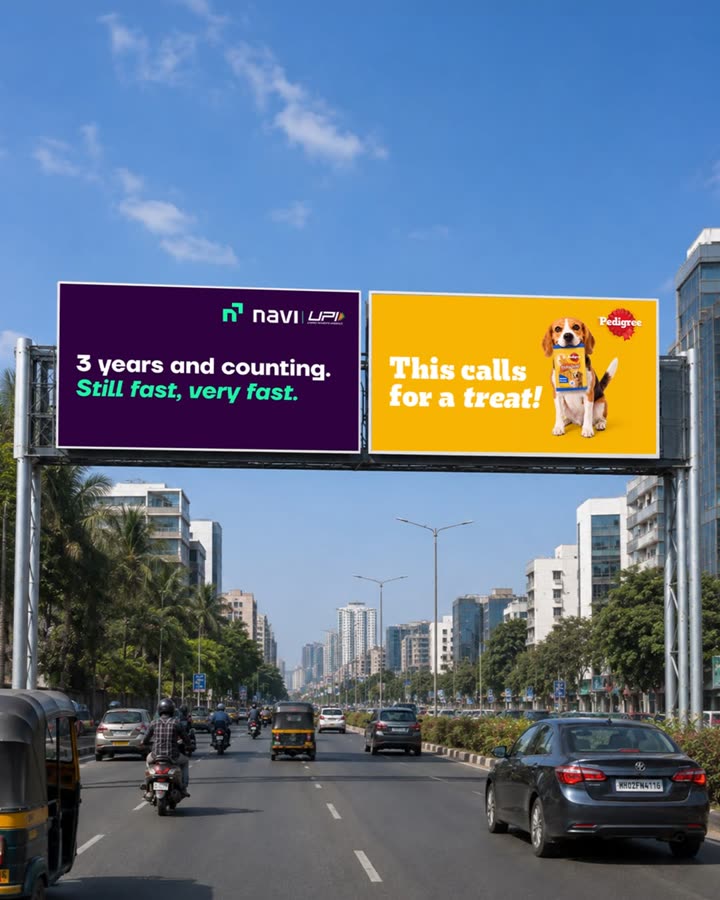 navi | UPI
3 years and counting.
Still fast, very fast.
Pedigree
This calls
for a treat!
MH02FN4116